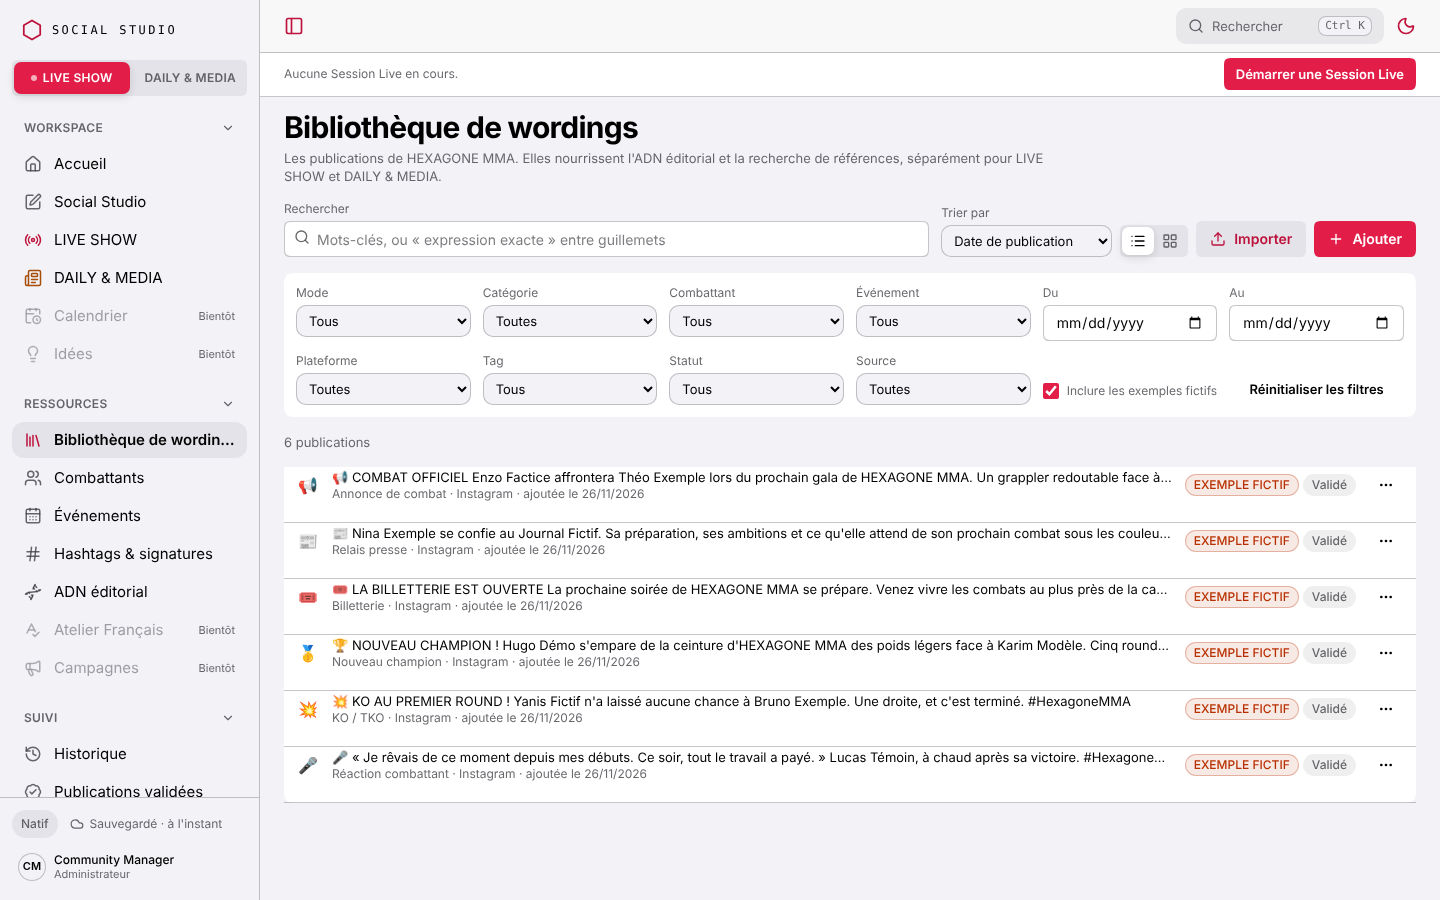 SOCIAL STUDIO
LIVE SHOW
DAILY & MEDIA
WORKSPACE
Accueil
Social Studio
LIVE SHOW
DAILY & MEDIA
Calendrier Bientôt
Idées Bientôt
RESSOURCES
Bibliothèque de wordin...
Combattants
Événements
Hashtags & signatures
ADN éditorial
Atelier Français Bientôt
Campagnes Bientôt
SUIVI
Historique
Publications validées
Natif Sauvegardé · à l'instant
CM Community Manager
Administrateur
Rechercher Ctrl K
Aucune Session Live en cours. Démarrer une Session Live
Bibliothèque de wordings
Les publications de HEXAGONE MMA. Elles nourrissent l'ADN éditorial et la recherche de références, séparément pour LIVE
SHOW et DAILY & MEDIA.
Rechercher
Mots-clés, ou « expression exacte » entre guillemets
Trier par
Date de publication
Importer
Ajouter
Mode Catégorie Combattant Événement Du Au
Tous Toutes Tous Tous mm/dd/yyyy mm/dd/yyyy
Plateforme Tag Statut Source
Toutes Tous Tous Toutes Inclure les exemples fictifs Réinitialiser les filtres
6 publications
📢 COMBAT OFFICIEL Enzo Factice affrontera Théo Exemple lors du prochain gala de HEXAGONE MMA. Un grappler redoutable face à...
Annonce de combat · Instagram · ajoutée le 26/11/2026
EXEMPLE FICTIF Validé
📰 Nina Exemple se confie au Journal Fictif. Sa préparation, ses ambitions et ce qu'elle attend de son prochain combat sous les couleu...
Relais presse · Instagram · ajoutée le 26/11/2026
EXEMPLE FICTIF Validé
🎟️ LA BILLETTERIE EST OUVERTE La prochaine soirée de HEXAGONE MMA se prépare. Venez vivre les combats au plus près de la ca...
Billetterie · Instagram · ajoutée le 26/11/2026
EXEMPLE FICTIF Validé
🏆 NOUVEAU CHAMPION ! Hugo Démo s'empare de la ceinture d'HEXAGONE MMA des poids légers face à Karim Modèle. Cinq round...
Nouveau champion · Instagram · ajoutée le 26/11/2026
EXEMPLE FICTIF Validé
💥 KO AU PREMIER ROUND ! Yanis Fictif n'a laissé aucune chance à Bruno Exemple. Une droite, et c'est terminé. #HexagoneMMA
KO / TKO · Instagram · ajoutée le 26/11/2026
EXEMPLE FICTIF Validé
🎤 « Je rêvais de ce moment depuis mes débuts. Ce soir, tout le travail a payé. » Lucas Témoin, à chaud après sa victoire. #Hexagone...
Réaction combattant · Instagram · ajoutée le 26/11/2026
EXEMPLE FICTIF Validé